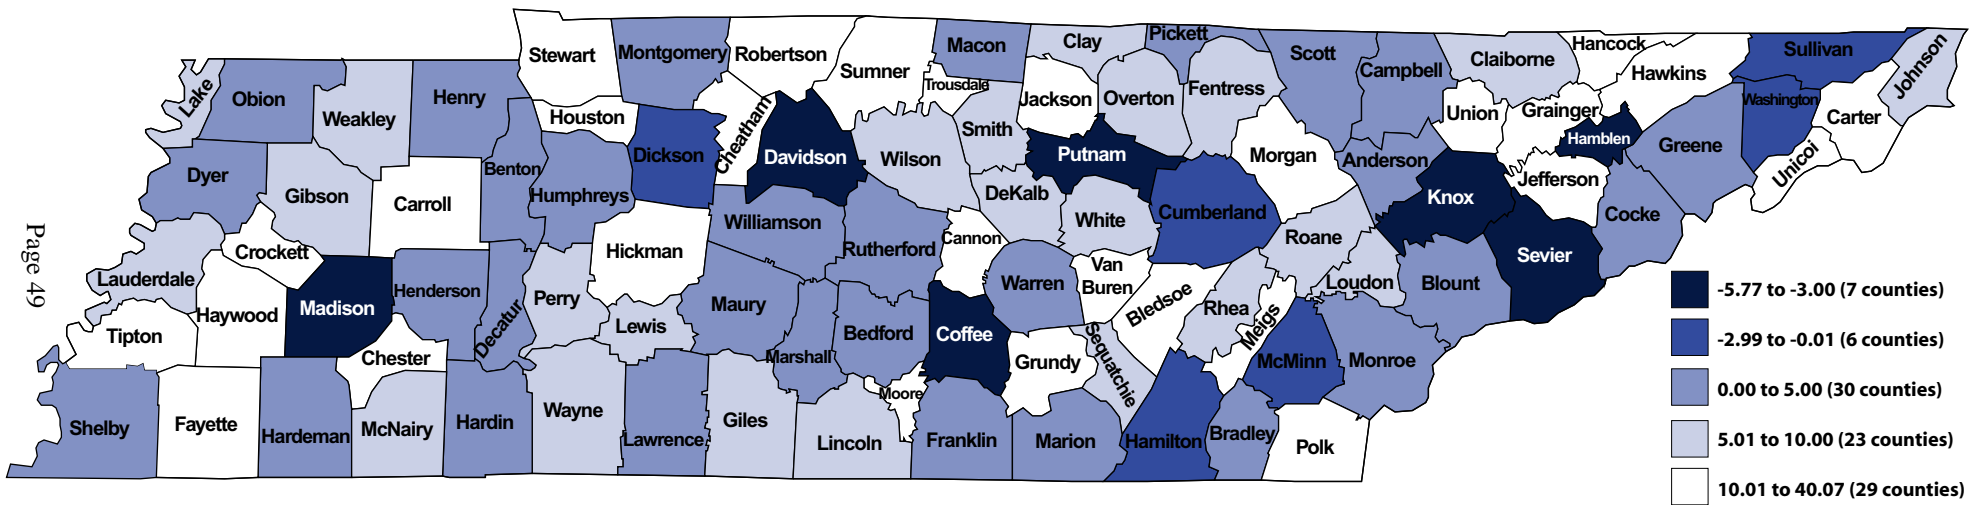 Stewart
Montgomery
Robertson
Sumner
Macon
Trousdale
Clay
Pickett
Scott
Campbell
Claiborne
Hancock
Hawkins
Sullivan
Johnson
Lake
Obion
Weakley
Henry
Houston
Cheatham
Jackson
Overton
Fentress
Union
Grainger
Washington
Carter
Dyer
Gibson
Carroll
Benton
Humphreys
Dickson
Davidson
Wilson
Smith
Putnam
Morgan
Anderson
Hamblen
Greene
Unicoi
Jefferson
Knox
Cocke
DeKalb
White
Cumberland
Roane
Williamson
Rutherford
Cannon
Hickman
Crockett
Lauderdale
Tipton
Haywood
Madison
Henderson
Decatur
Perry
Lewis
Maury
Marshall
Bedford
Coffee
Warren
Van
Buren
Bledsoe
Rhea
Meigs
Loudon
Blount
Sevier
Chester
Grundy
Sequatchie
McMinn
Monroe
Shelby
Fayette
Hardeman
McNairy
Hardin
Wayne
Lawrence
Giles
Lincoln
Moore
Franklin
Marion
Hamilton
Bradley
Polk
-5.77 to -3.00 (7 counties)
-2.99 to -0.01 (6 counties)
0.00 to 5.00 (30 counties)
5.01 to 10.00 (23 counties)
10.01 to 40.07 (29 counties)
Page 49